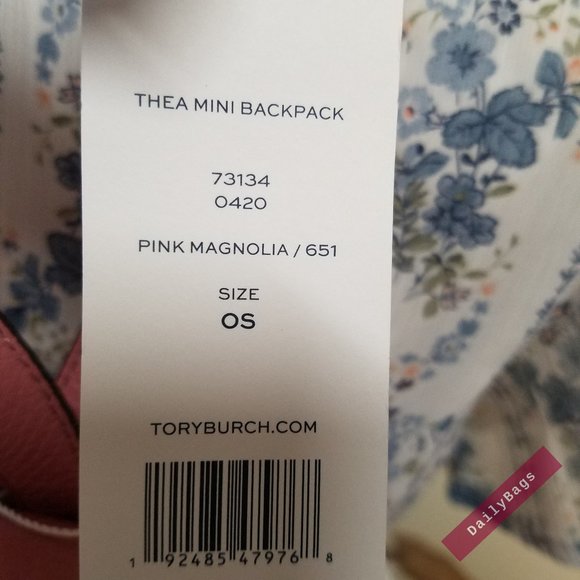 THEA MINI BACKPACK
73134
0420
PINK MAGNOLIA / 651
SIZE
OS
TORYBURCH.COM
1 92485 47976 8
DailyBags